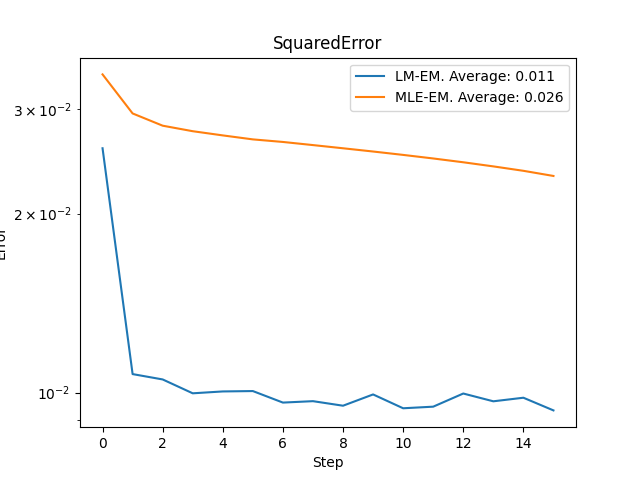 SquaredError
LM-EM. Average: 0.011
MLE-EM. Average: 0.026
3 × 10⁻²
2 × 10⁻²
10⁻²
Error
0 2 4 6 8 10 12 14
Step